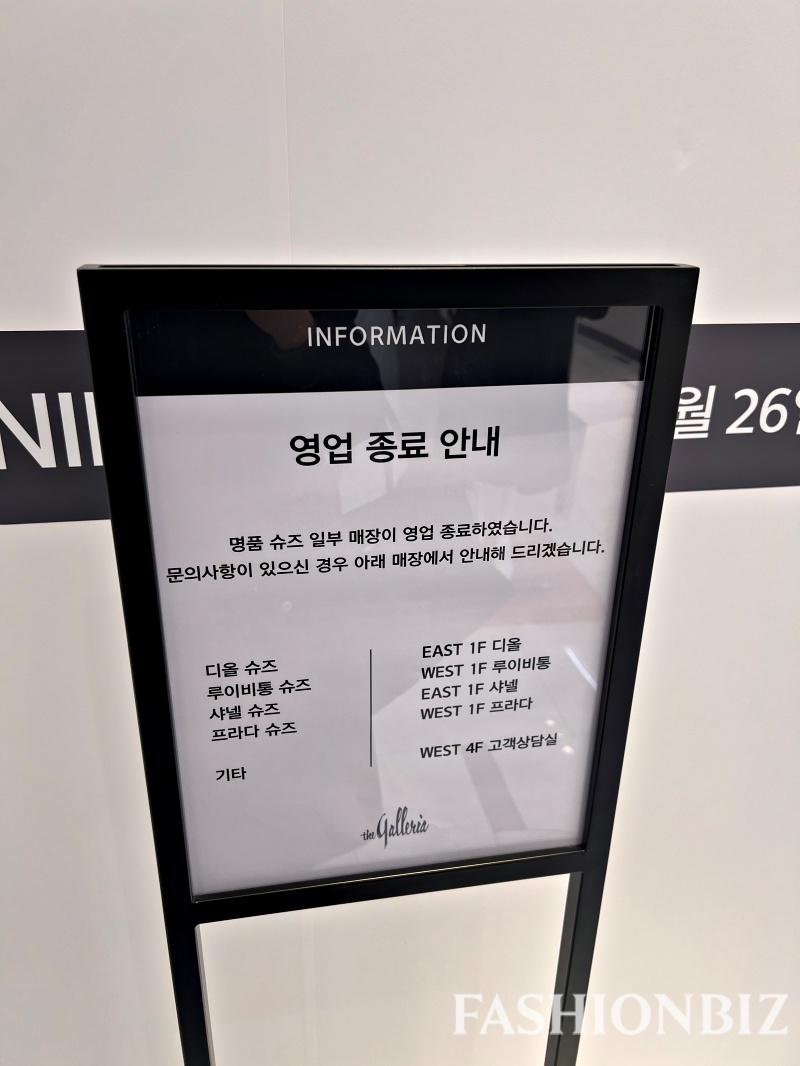 INFORMATION
영업 종료 안내
명품 슈즈 일부 매장이 영업 종료하였습니다.
문의사항이 있으신 경우 아래 매장에서 안내해 드리겠습니다.
디올 슈즈
루이비통 슈즈
샤넬 슈즈
프라다 슈즈
기타
EAST 1F 디올
WEST 1F 루이비통
EAST 1F 샤넬
WEST 1F 프라다
WEST 4F 고객상담실
the Galleria
월 26
FASHIONBIZ